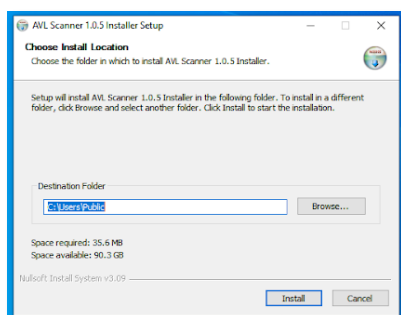 AVL Scanner 1.0.5 Installer Setup
Choose Install Location
Choose the folder in which to install AVL Scanner 1.0.5 Installer.
Setup will install AVL Scanner 1.0.5 Installer in the following folder. To install in a different
folder, click Browse and select another folder. Click Install to start the installation.
Destination Folder
C:\Users\Public
Browse...
Space required: 35.6 MB
Space available: 90.3 GB
Nullsoft Install System v3.09
Install
Cancel